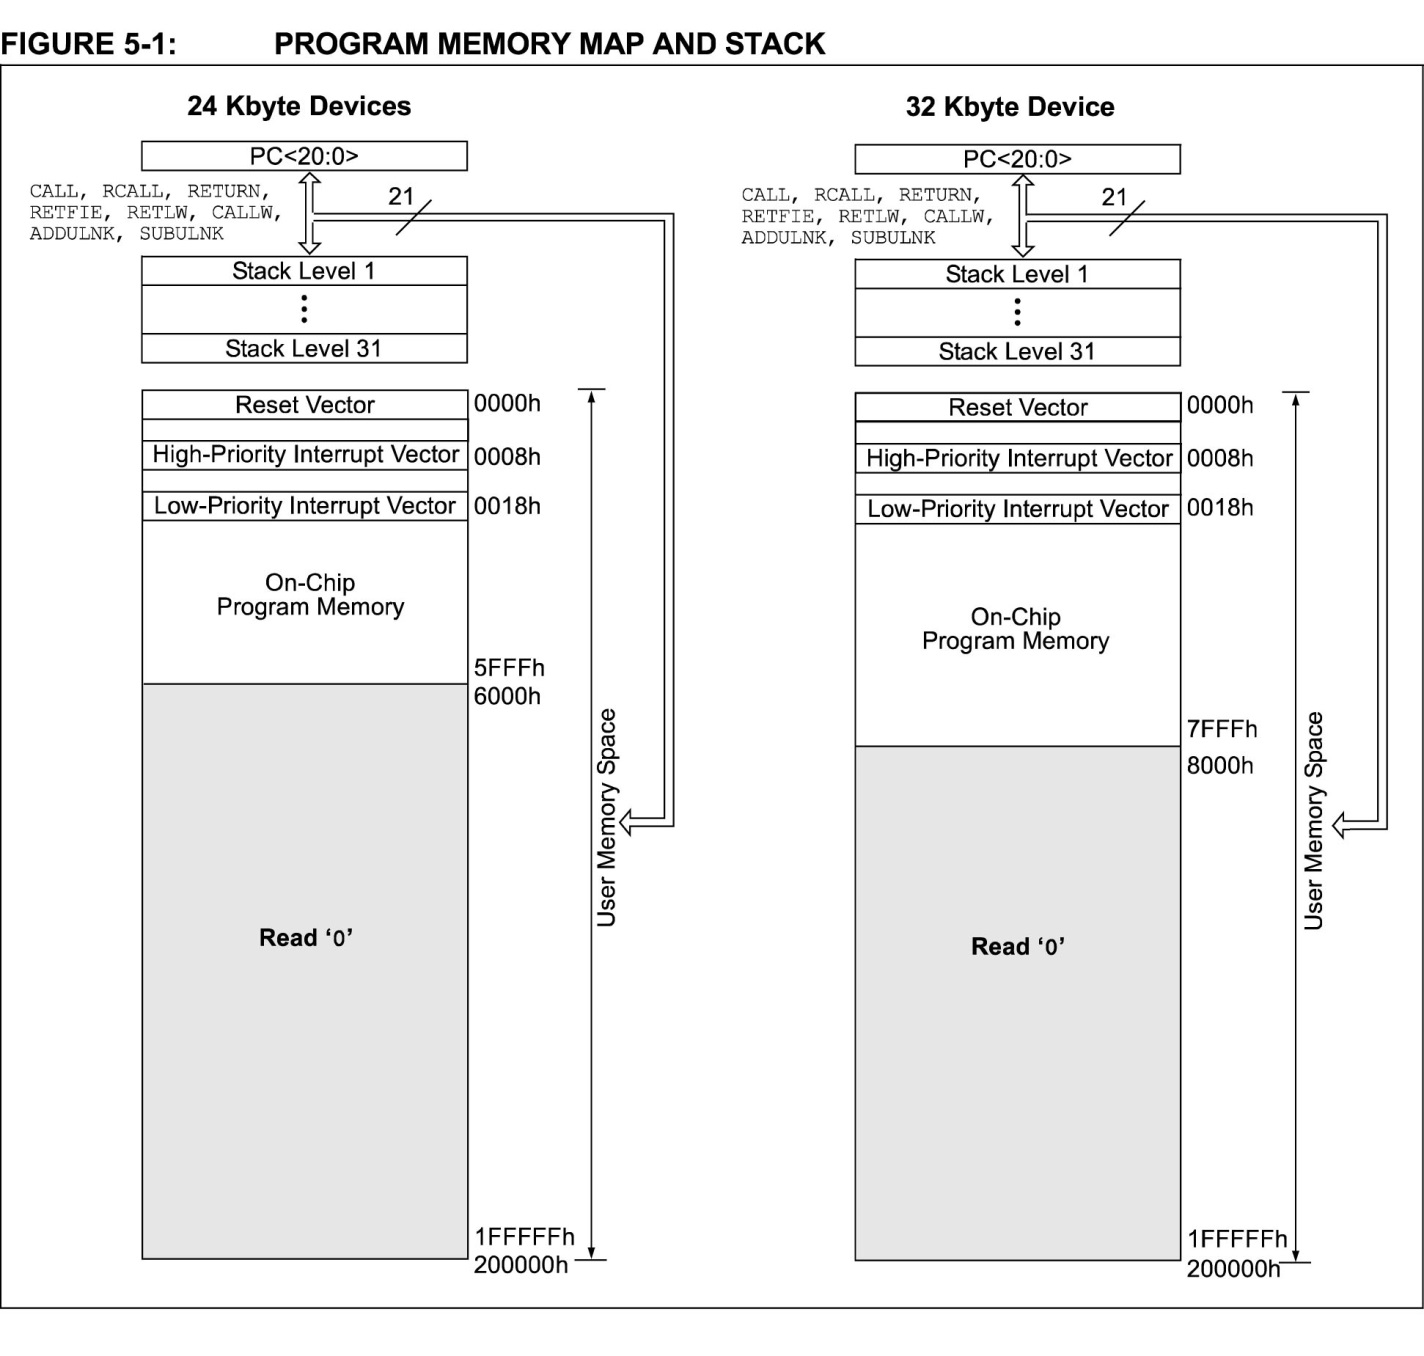 FIGURE 5-1: PROGRAM MEMORY MAP AND STACK
24 Kbyte Devices
PC<20:0>
CALL, RCALL, RETURN,
RETFIE, RETLW, CALLW,
ADDULNK, SUBULNK
21
Stack Level 1
Stack Level 31
Reset Vector
0000h
High-Priority Interrupt Vector
0008h
Low-Priority Interrupt Vector
0018h
On-Chip
Program Memory
5FFFh
6000h
User Memory Space
Read ‘0’
1FFFFFh
200000h
32 Kbyte Device
PC<20:0>
CALL, RCALL, RETURN,
RETFIE, RETLW, CALLW,
ADDULNK, SUBULNK
21
Stack Level 1
Stack Level 31
Reset Vector
0000h
High-Priority Interrupt Vector
0008h
Low-Priority Interrupt Vector
0018h
On-Chip
Program Memory
7FFFh
8000h
User Memory Space
Read ‘0’
1FFFFFh
200000h